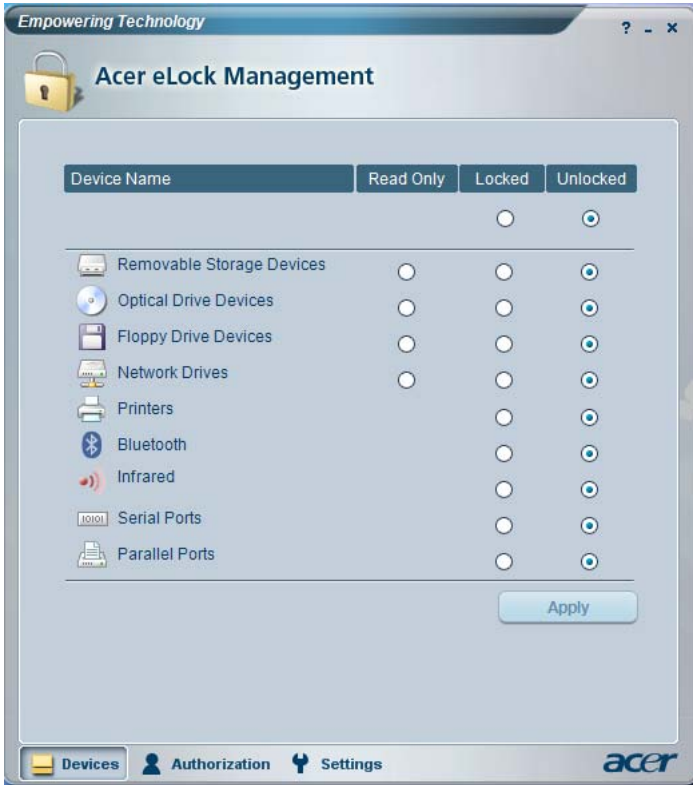 Empowering Technology
? - ×
Acer eLock Management
Device Name Read Only Locked Unlocked
Removable Storage Devices
Optical Drive Devices
Floppy Drive Devices
Network Drives
Printers
Bluetooth
Infrared
10101 Serial Ports
Parallel Ports
Apply
Devices Authorization Settings acer